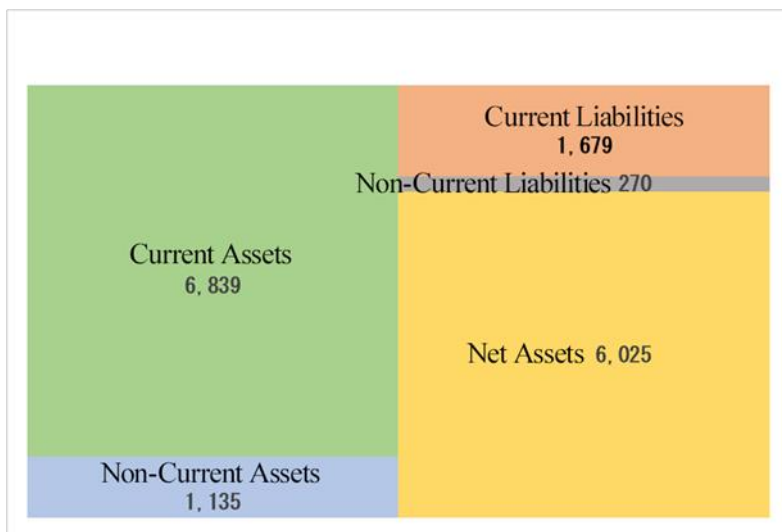 Current Assets
6,839
Non-Current Assets
1,135
Current Liabilities
1,679
Non-Current Liabilities 270
Net Assets 6,025